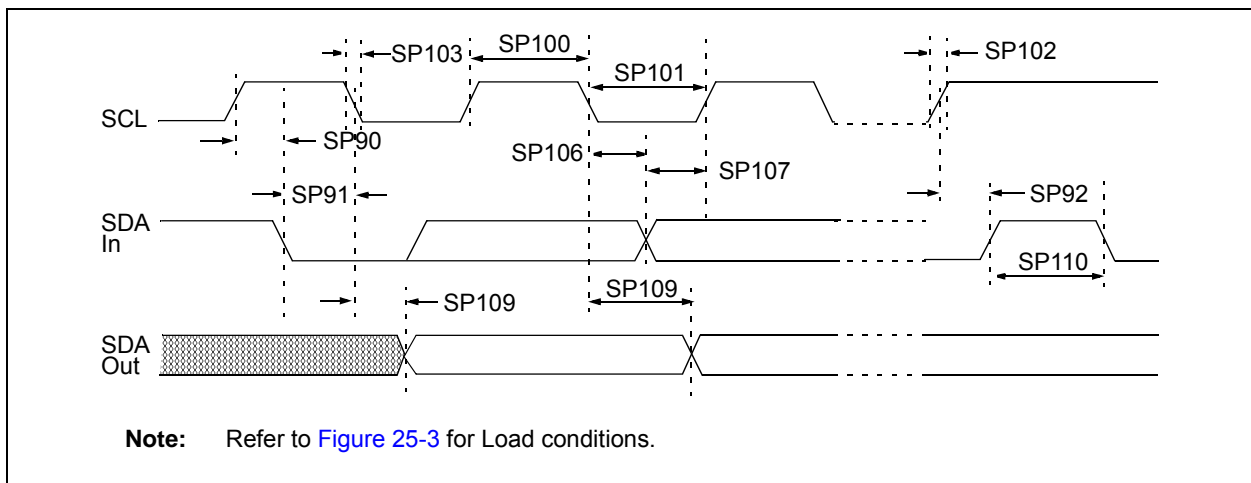 SP103
SP100
SP101
SP102
SCL
SP90
SP106
SP107
SP91
SP92
SDA
In
SP110
SP109
SP109
SDA
Out
Note: Refer to Figure 25-3 for Load conditions.